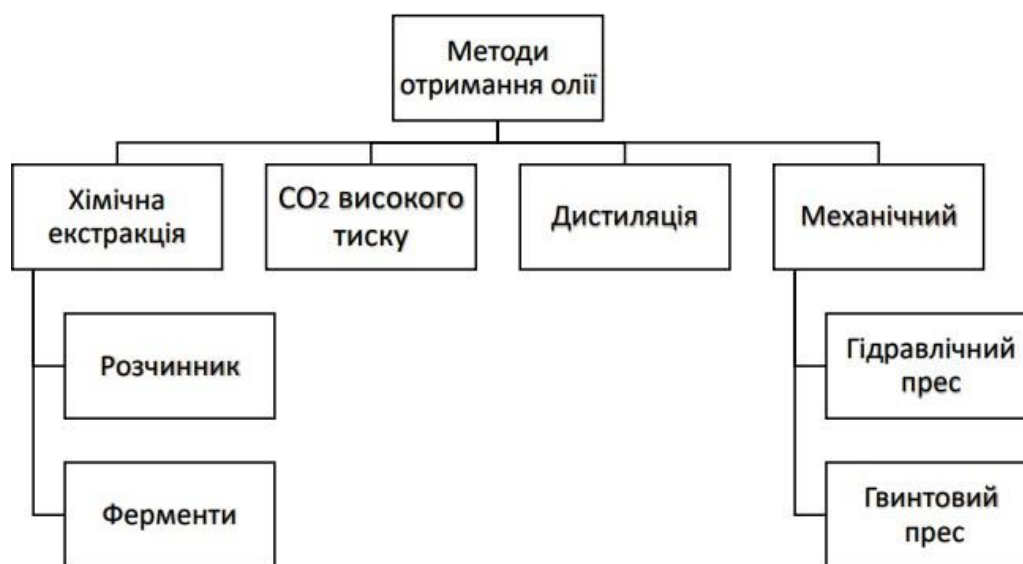 Методи
отримання олії
Хімічна
екстракція
CO2 високого
тиску
Дистиляція
Механічний
Розчинник
Ферменти
Гідравлічний
прес
Гвинтовий
прес